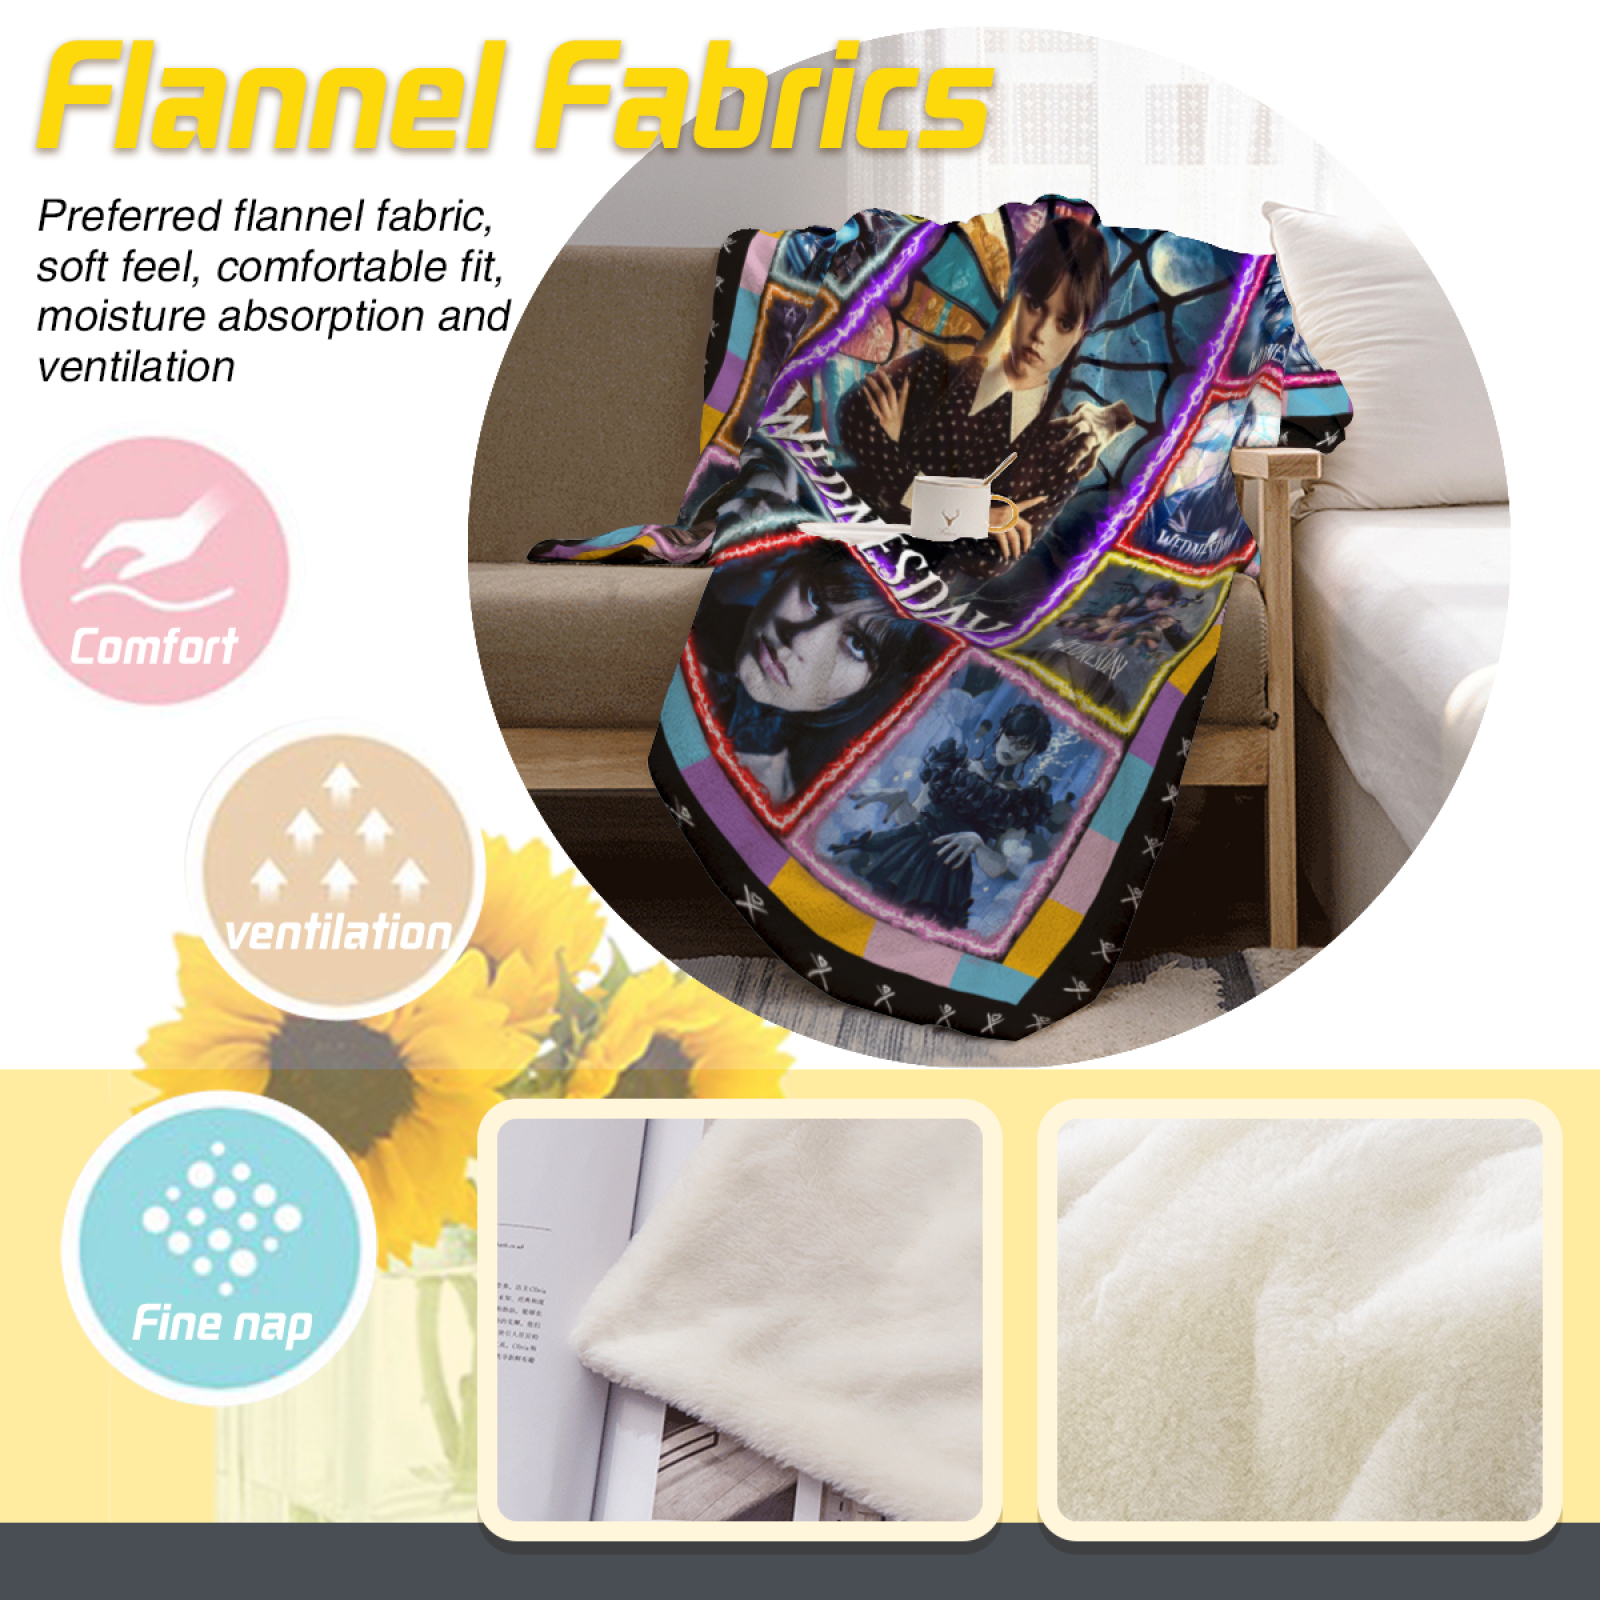 Flannel Fabrics
Preferred flannel fabric,
soft feel, comfortable fit,
moisture absorption and
ventilation
Comfort
ventilation
Fine nap
WEDNESDAY
WEDNESDAY
WEDNESDAY